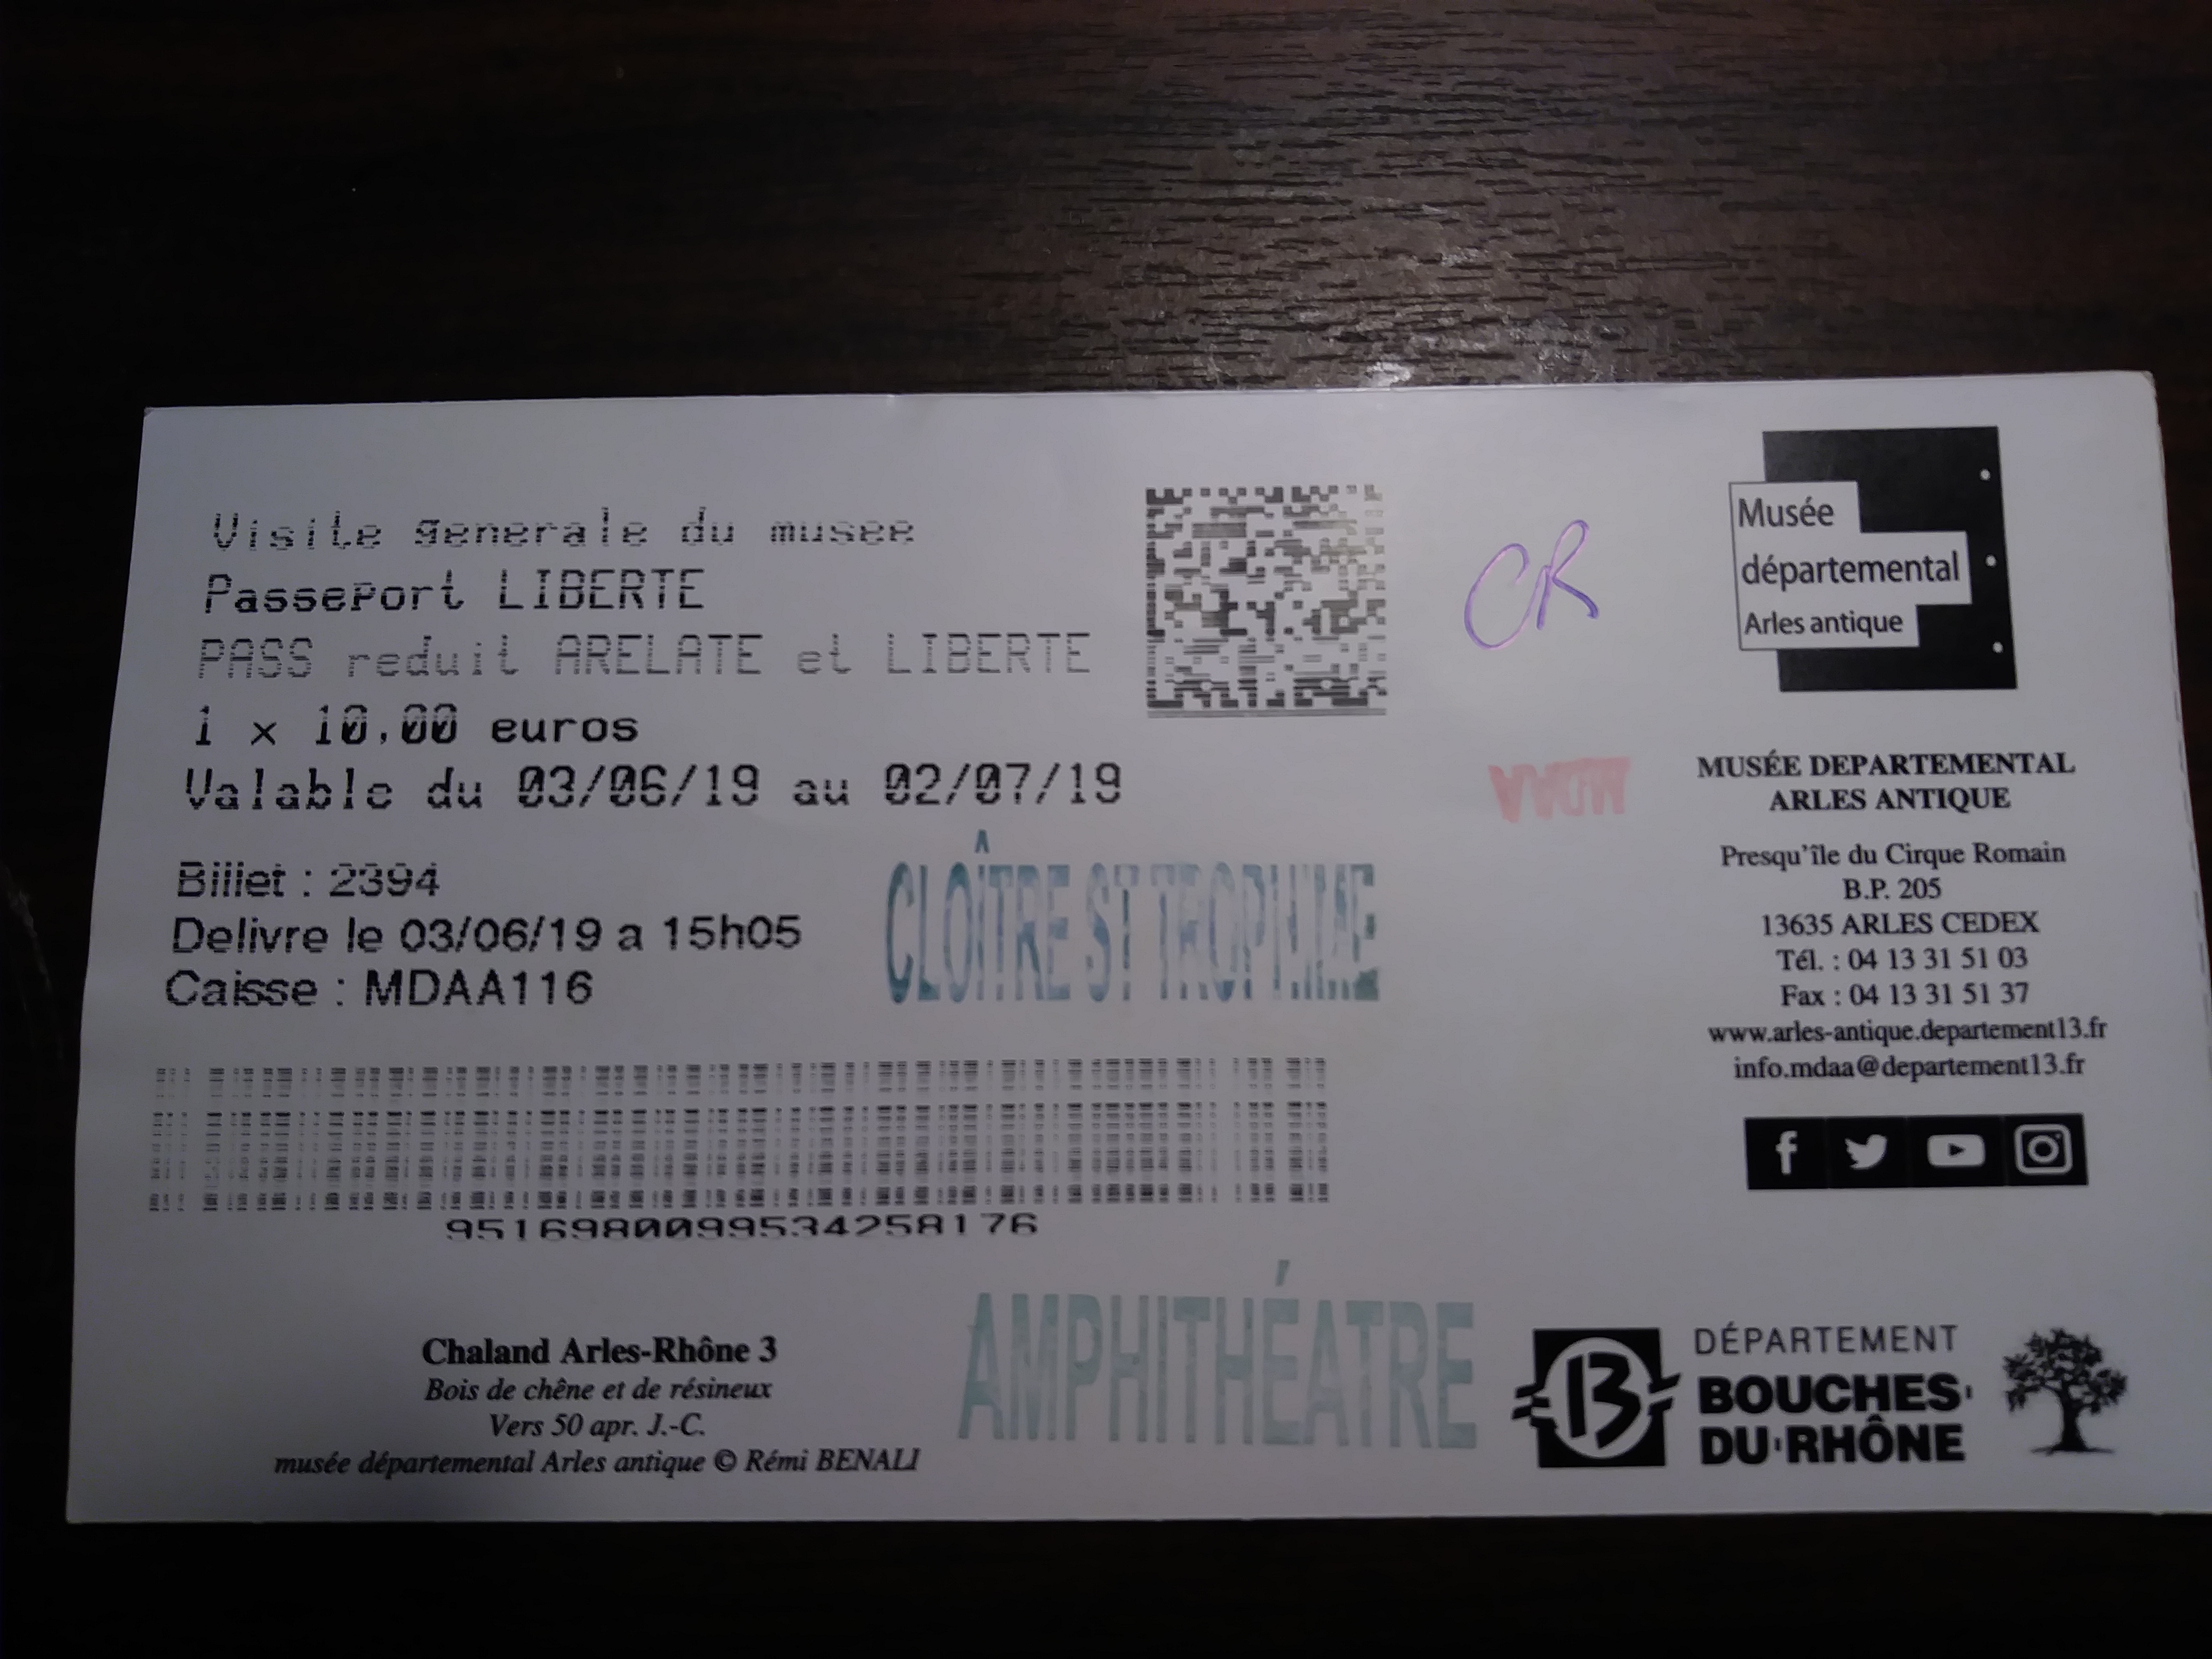 Visite generale du musee
Passeport LIBERTE
PASS reduit ARELATE et LIBERTE
1 x 10,00 euros
Valable du 03/06/19 au 02/07/19
Billet : 2394
Delivre le 03/06/19 a 15h05
Caisse : MDAA116
9516980099534258176
Chaland Arles-Rhône 3
Bois de chêne et de résineux
Vers 50 apr. J.-C.
musée départemental Arles antique © Rémi BENALI
CLOÎTRE ST TROPHIME
AMPHITHÉATRE
CR
MDAA
Musée
départemental
Arles antique
MUSÉE DEPARTEMENTAL
ARLES ANTIQUE
Presqu'île du Cirque Romain
B.P. 205
13635 ARLES CEDEX
Tél. : 04 13 31 51 03
Fax : 04 13 31 51 37
www.arles-antique.departement13.fr
info.mdaa@departement13.fr
13
DÉPARTEMENT
BOUCHES-
DU-RHÔNE